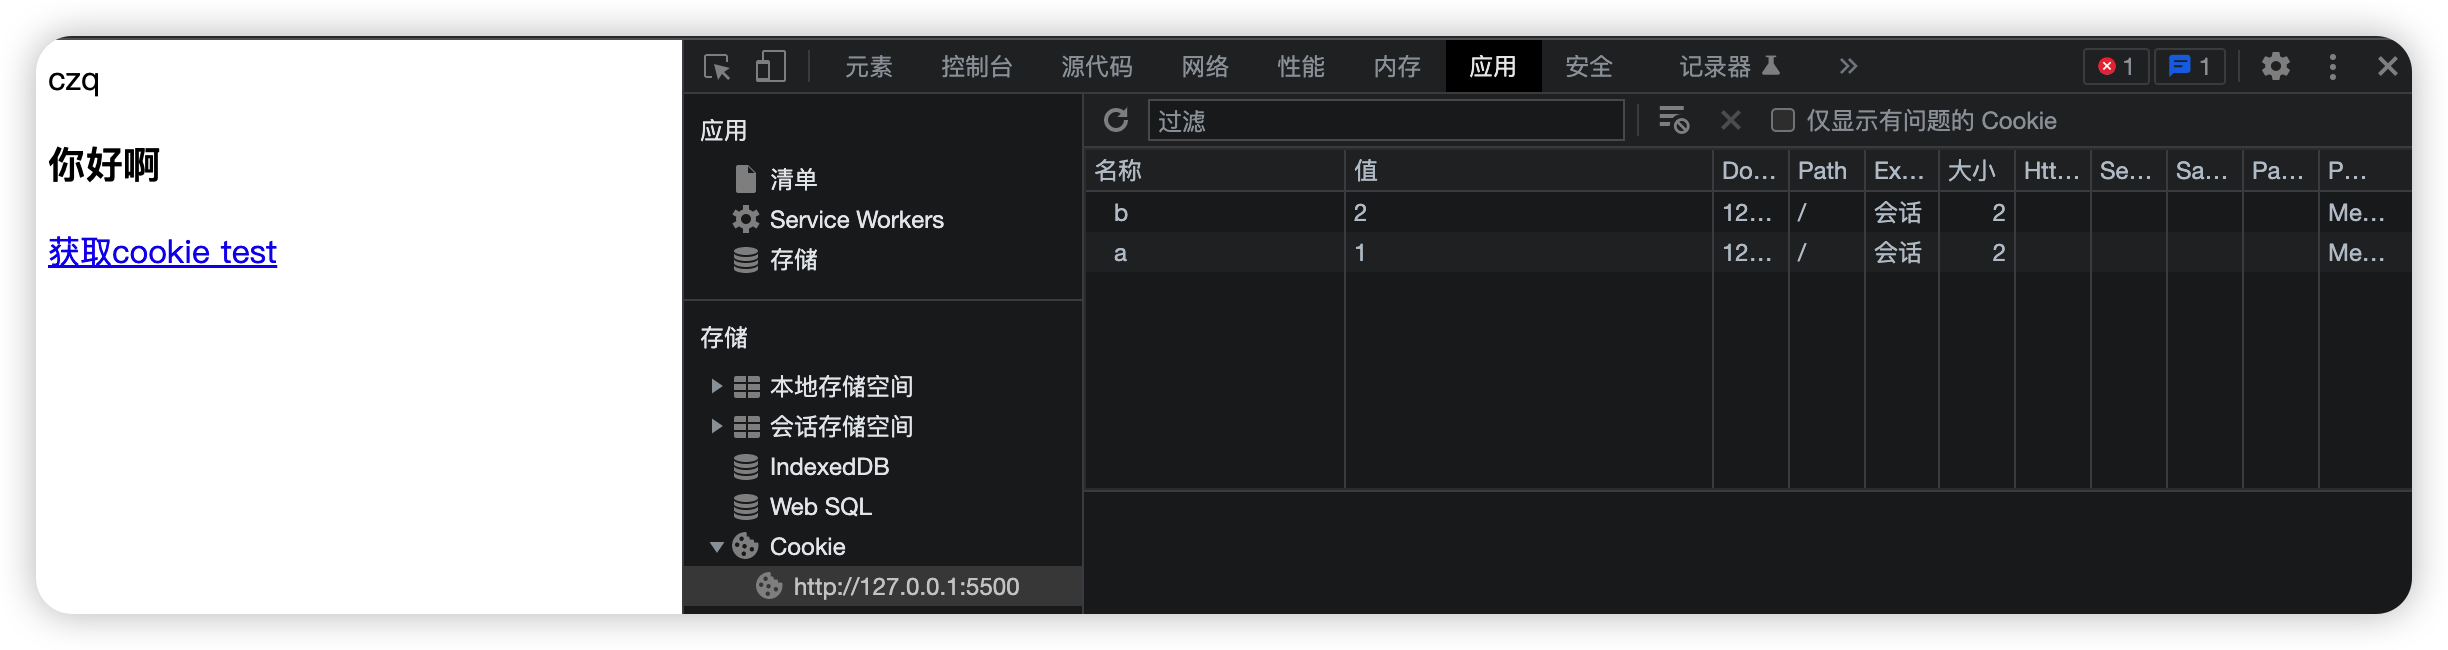 czq
你好啊
获取cookie test
元素 控制台 源代码 网络 性能 内存 应用 安全 记录器 1 1
应用
清单
Service Workers
存储
存储
本地存储空间
会话存储空间
IndexedDB
Web SQL
Cookie
http://127.0.0.1:5500
过滤 仅显示有问题的 Cookie
名称 值 Do... Path Ex... 大小 Htt... Se... Sa... Pa... P...
b 2 12... / 会话 2 Me...
a 1 12... / 会话 2 Me...